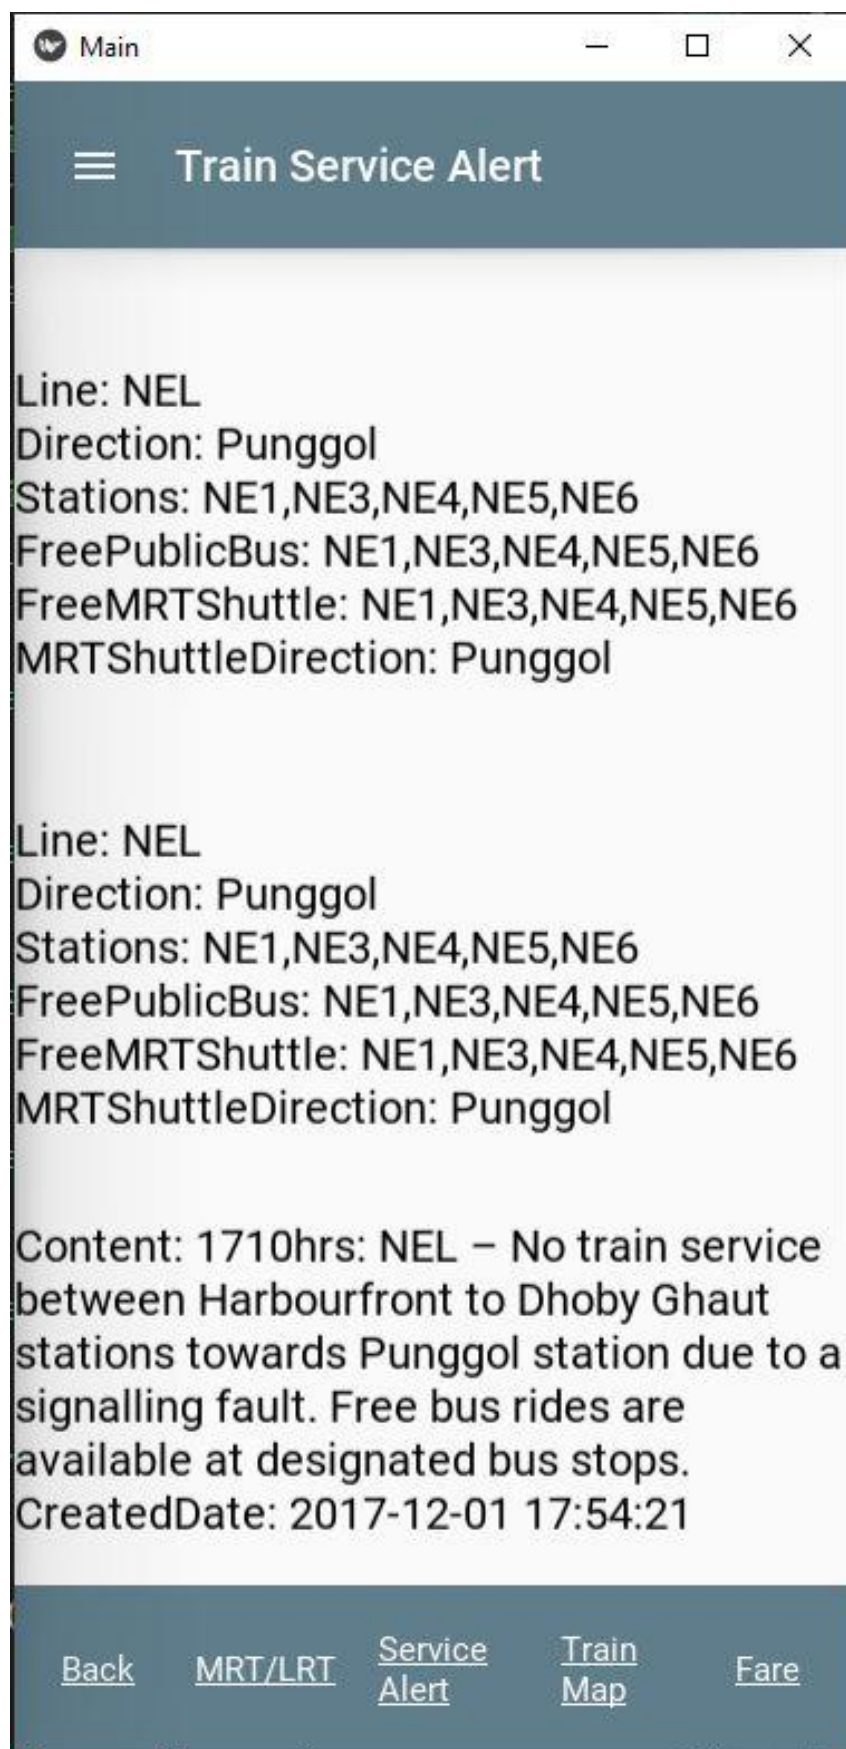 Main
Train Service Alert
Line: NEL
Direction: Punggol
Stations: NE1,NE3,NE4,NE5,NE6
FreePublicBus: NE1,NE3,NE4,NE5,NE6
FreeMRTShuttle: NE1,NE3,NE4,NE5,NE6
MRTShuttleDirection: Punggol
Line: NEL
Direction: Punggol
Stations: NE1,NE3,NE4,NE5,NE6
FreePublicBus: NE1,NE3,NE4,NE5,NE6
FreeMRTShuttle: NE1,NE3,NE4,NE5,NE6
MRTShuttleDirection: Punggol
Content: 1710hrs: NEL – No train service
between Harbourfront to Dhoby Ghaut
stations towards Punggol station due to a
signalling fault. Free bus rides are
available at designated bus stops.
CreatedDate: 2017-12-01 17:54:21
Back
MRT/LRT
Service
Alert
Train
Map
Fare